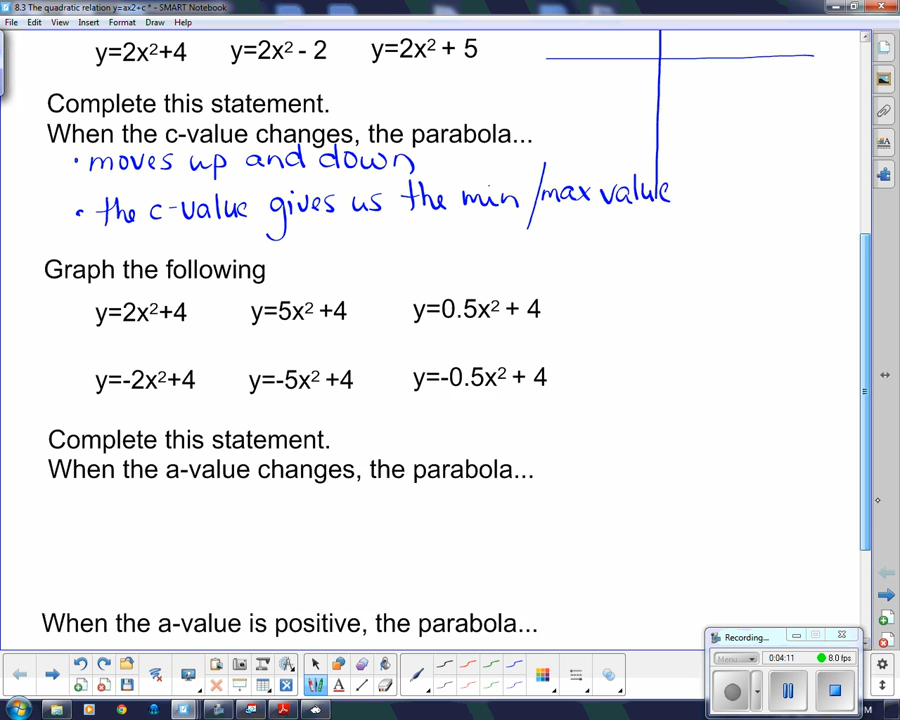 8.3 The quadratic relation y=ax2+c * - SMART Notebook
File Edit View Insert Format Draw Help
y=2x²+4 y=2x² - 2 y=2x² + 5
Complete this statement.
When the c-value changes, the parabola...
• moves up and down
• the c-value gives us the min/max value
Graph the following
y=2x²+4 y=5x² +4 y=0.5x² + 4
y=-2x²+4 y=-5x² +4 y=-0.5x² + 4
Complete this statement.
When the a-value changes, the parabola...
When the a-value is positive, the parabola...
Recording...
Menu 0:04:11 8.0 fps